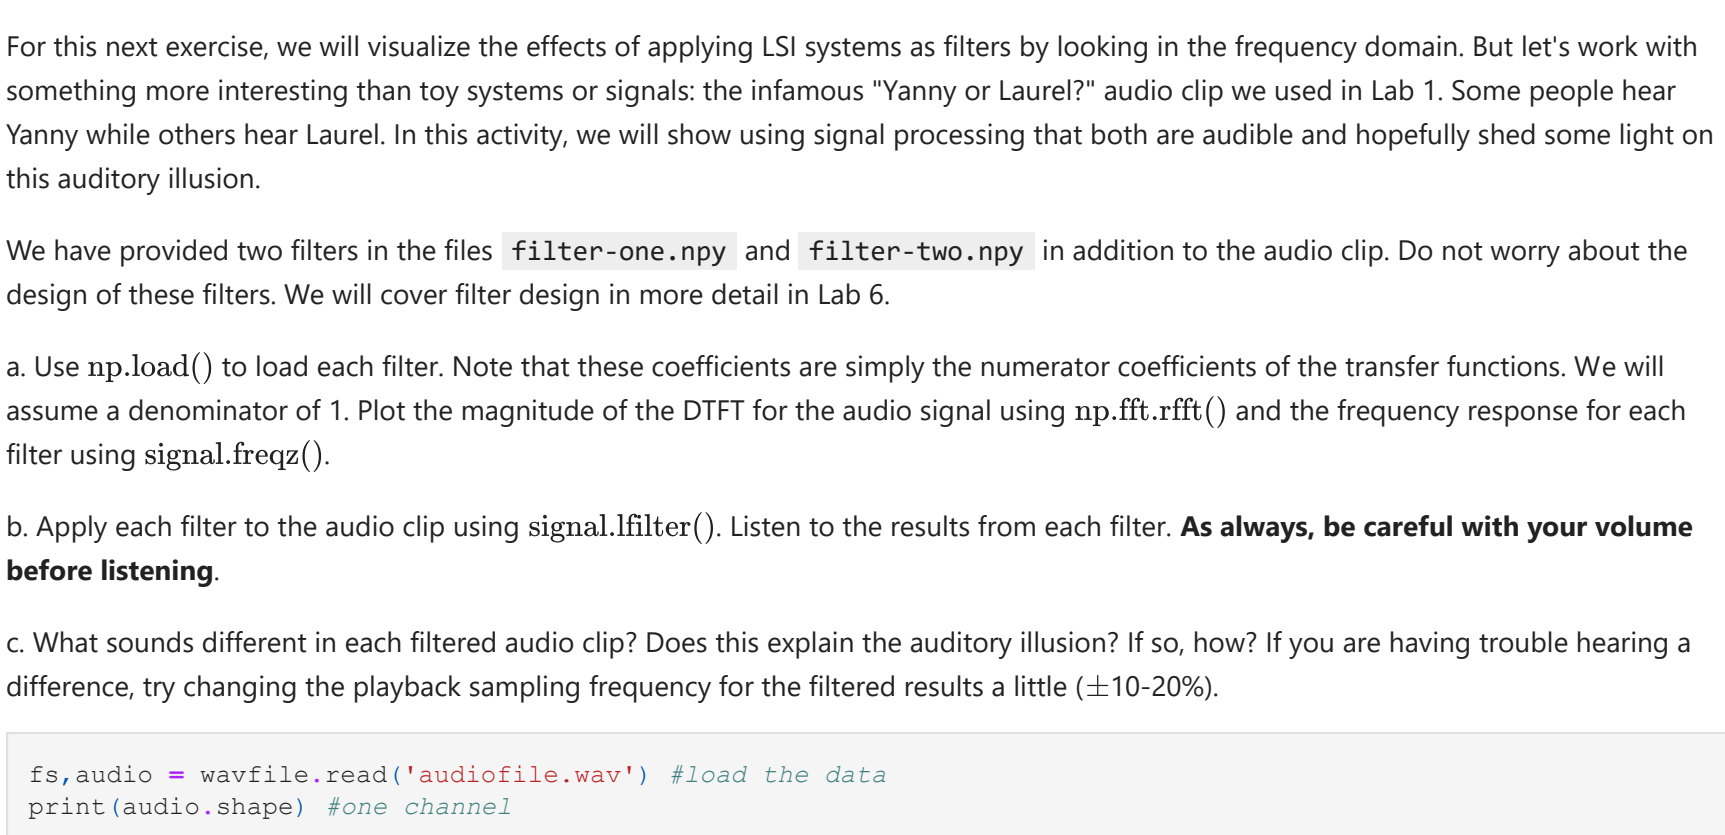 For this next exercise, we will visualize the effects of applying LSI systems as filters by looking in the frequency domain. But let's work with
something more interesting than toy systems or signals: the infamous "Yanny or Laurel?" audio clip we used in Lab 1. Some people hear
Yanny while others hear Laurel. In this activity, we will show using signal processing that both are audible and hopefully shed some light on
this auditory illusion.
We have provided two filters in the files filter-one.npy and filter-two.npy in addition to the audio clip. Do not worry about the
design of these filters. We will cover filter design in more detail in Lab 6.
a. Use np.load() to load each filter. Note that these coefficients are simply the numerator coefficients of the transfer functions. We will
assume a denominator of 1. Plot the magnitude of the DTFT for the audio signal using np.fft.rfft() and the frequency response for each
filter using signal.freqz().
b. Apply each filter to the audio clip using signal.lfilter(). Listen to the results from each filter. As always, be careful with your volume
before listening.
c. What sounds different in each filtered audio clip? Does this explain the auditory illusion? If so, how? If you are having trouble hearing a
difference, try changing the playback sampling frequency for the filtered results a little (±10-20%).
fs,audio = wavfile.read('audiofile.wav') #load the data
print(audio.shape) #one channel